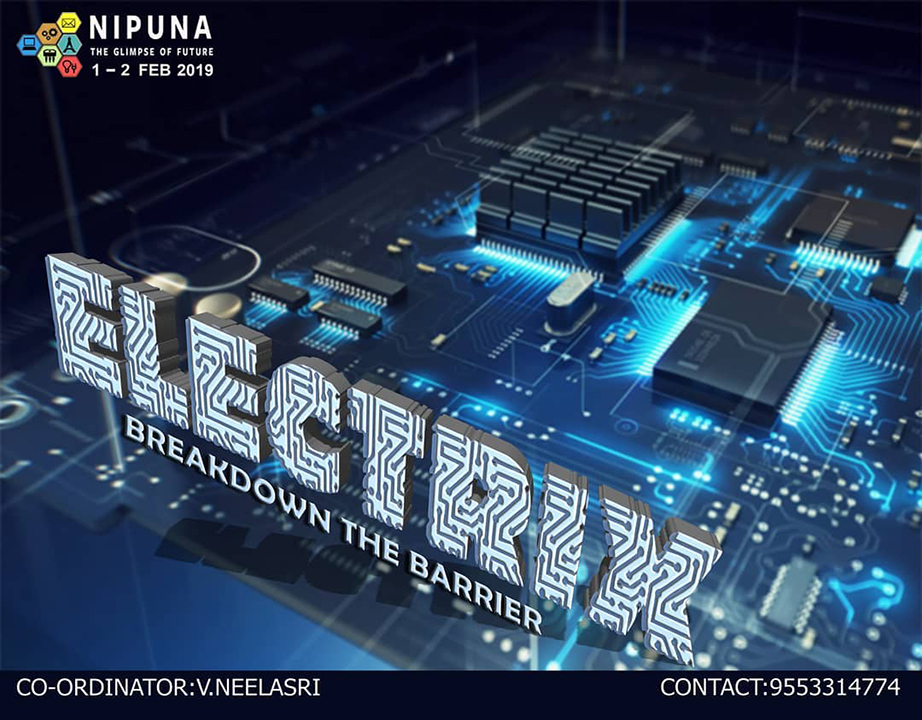 NIPUNA
THE GLIMPSE OF FUTURE
1 – 2 FEB 2019
ELECTRIX
BREAKDOWN THE BARRIER
CO-ORDINATOR:V.NEELASRI
CONTACT:9553314774